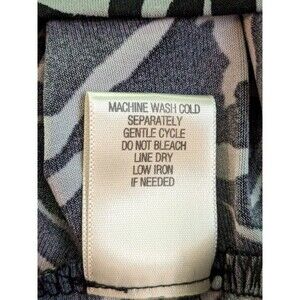 MACHINE WASH COLD
SEPARATELY
GENTLE CYCLE
DO NOT BLEACH
LINE DRY
LOW IRON
IF NEEDED